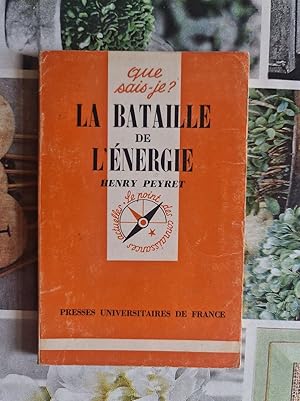 que
sais-je?
LA BATAILLE
DE
L'ÉNERGIE
HENRY PEYRET
Le point des connaissances actuelles
PRESSES UNIVERSITAIRES DE FRANCE